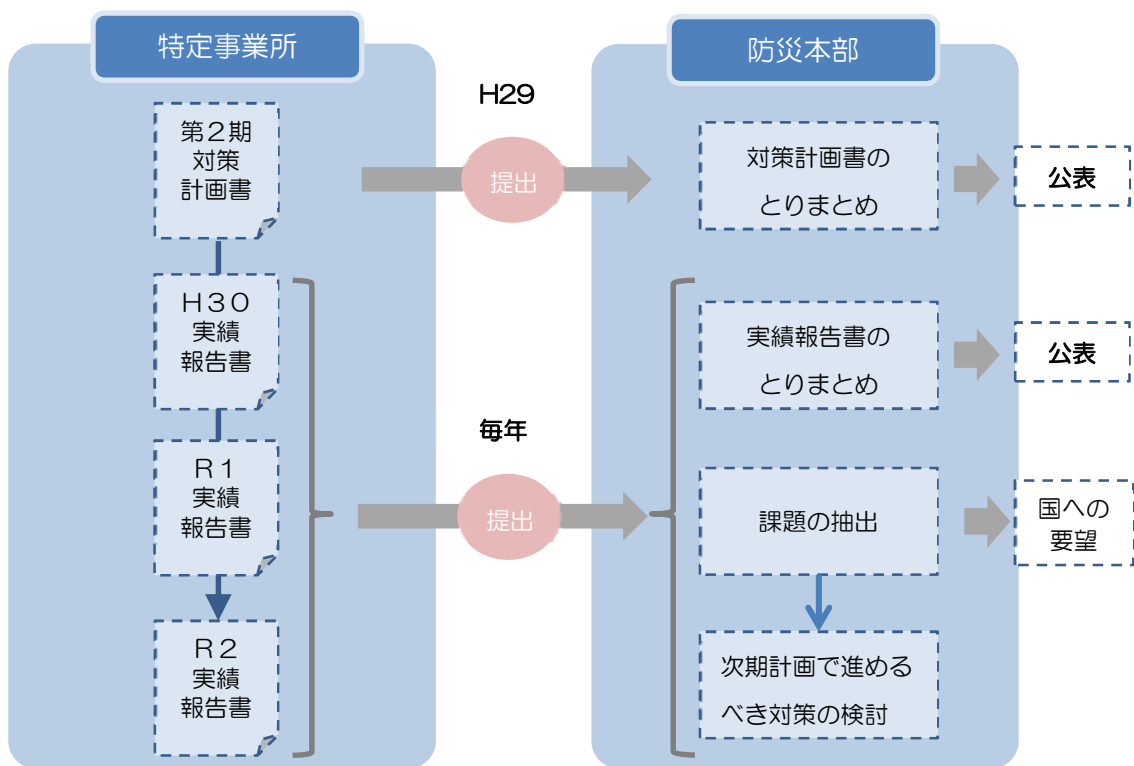 特定事業所
第２期
対策
計画書
Ｈ３０
実績
報告書
Ｒ１
実績
報告書
Ｒ２
実績
報告書
H29
提出
毎年
提出
防災本部
対策計画書の
とりまとめ
公表
実績報告書の
とりまとめ
公表
課題の抽出
国への
要望
次期計画で進める
べき対策の検討